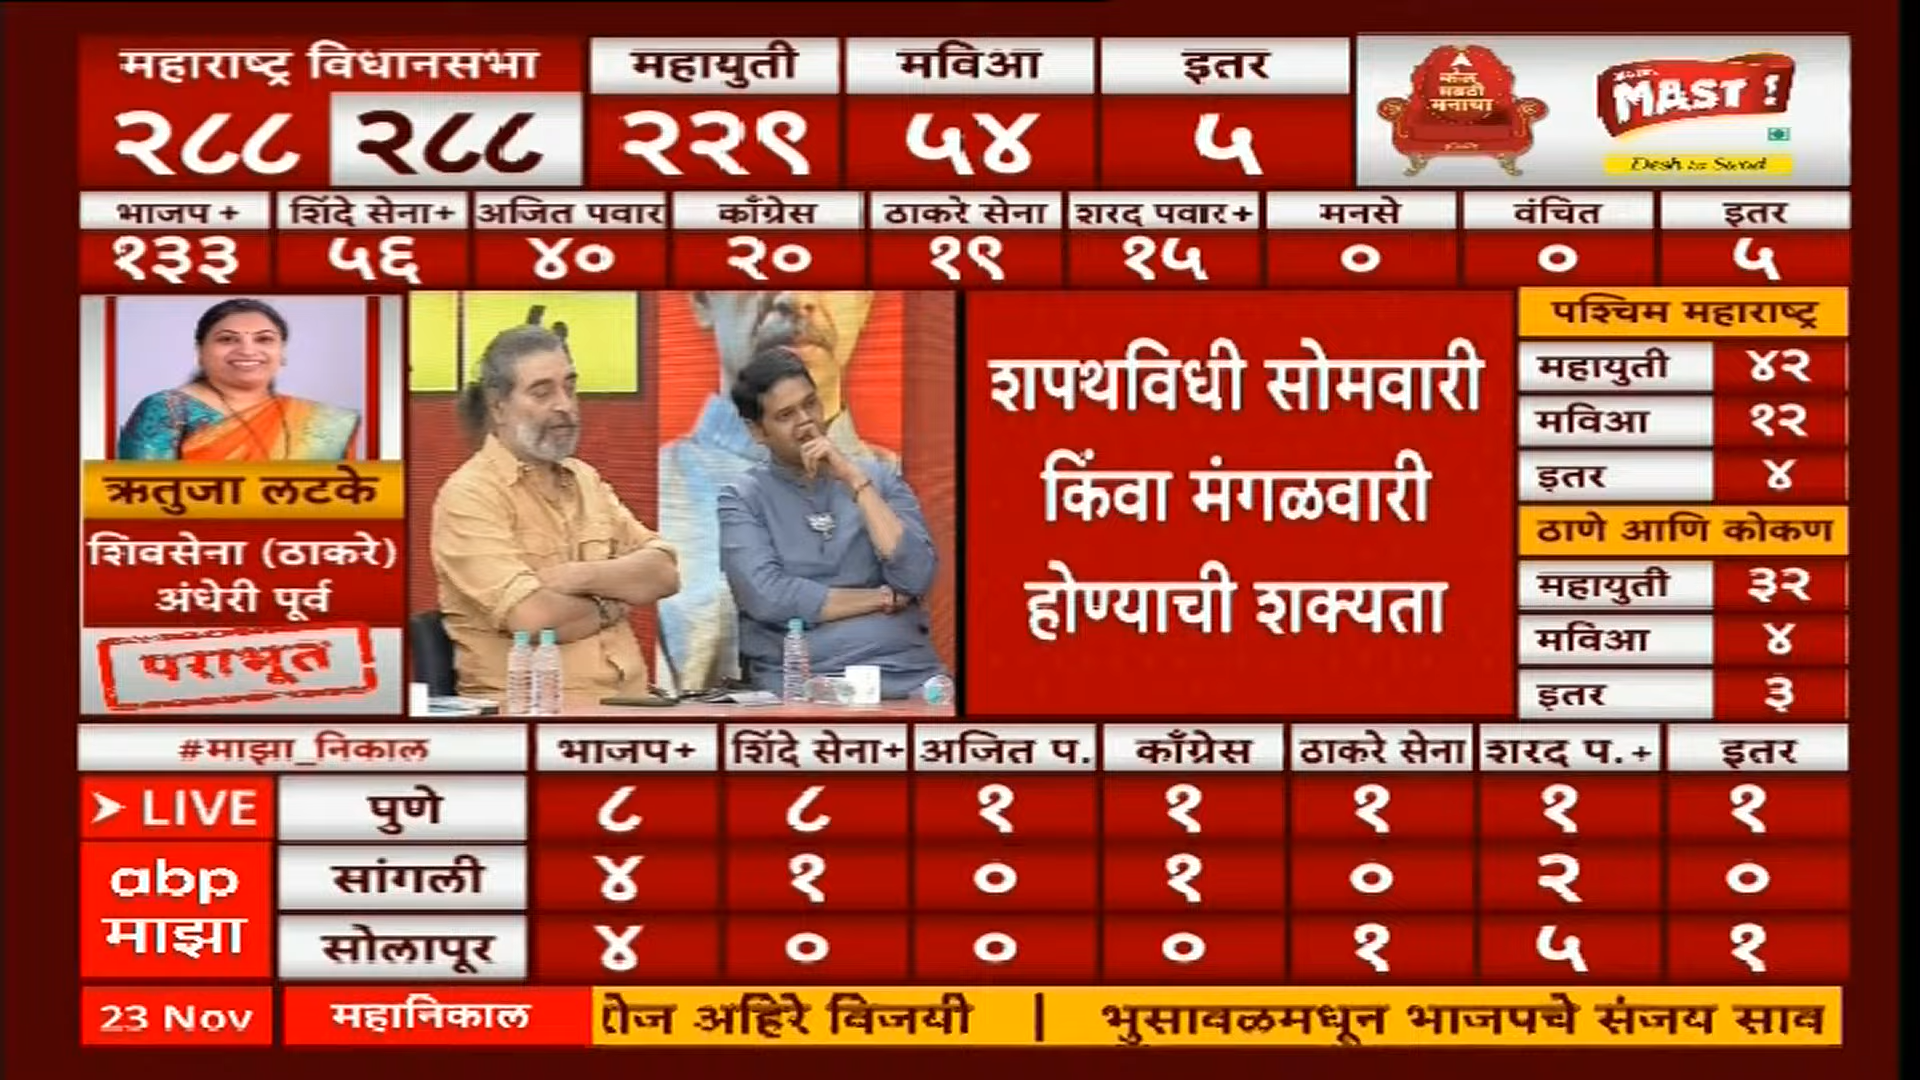 महाराष्ट्र विधानसभा
२८८ २८८
महायुती
२२९
मविआ
५४
इतर
५
कौल
मराठी
मनाचा
MAST !
Desh ka Swad
भाजप + शिंदे सेना+ अजित पवार काँग्रेस ठाकरे सेना शरद पवार+ मनसे वंचित इतर
१३३ ५६ ४० २० १९ १५ ० ० ५
ऋतुजा लटके
शिवसेना (ठाकरे)
अंधेरी पूर्व
पराभूत
शपथविधी सोमवारी
किंवा मंगळवारी
होण्याची शक्यता
पश्चिम महाराष्ट्र
महायुती ४२
मविआ १२
इतर ४
ठाणे आणि कोकण
महायुती ३२
मविआ ४
इतर ३
#माझा_निकाल भाजप+ शिंदे सेना+ अजित प. काँग्रेस ठाकरे सेना शरद प.+ इतर
LIVE पुणे ८ ८ १ १ १ १ १
abp सांगली ४ १ ० १ ० २ ०
माझा सोलापूर ४ ० ० ० १ ५ १
23 Nov महानिकाल रोज अहिरे विजयी | भुसावळमधून भाजपचे संजय साव